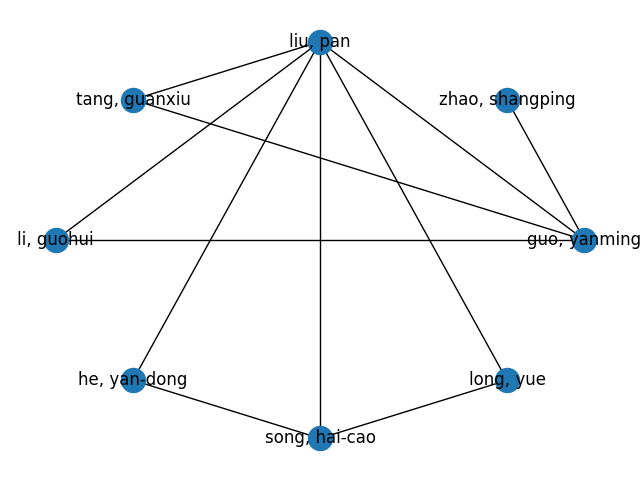 liu, pan
tang, guanxiu
zhao, shangping
li, guohui
guo, yanming
he, yan-dong
long, yue
song, hai-cao